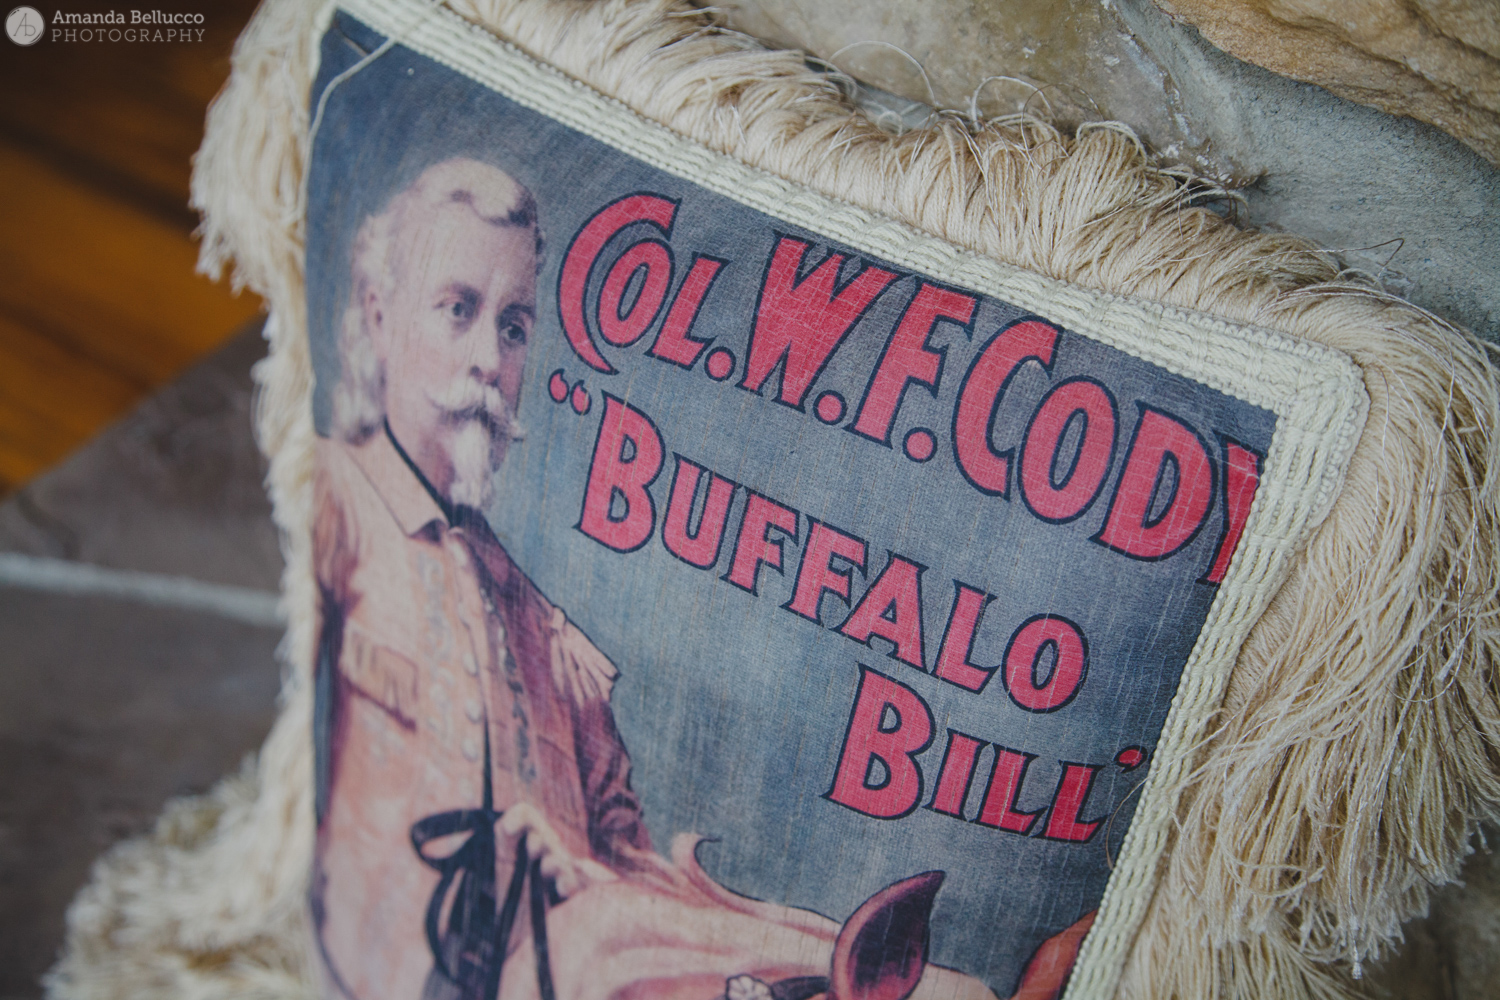 Amanda Bellucco
PHOTOGRAPHY
COL. W. F. CODY
“BUFFALO
BILL”